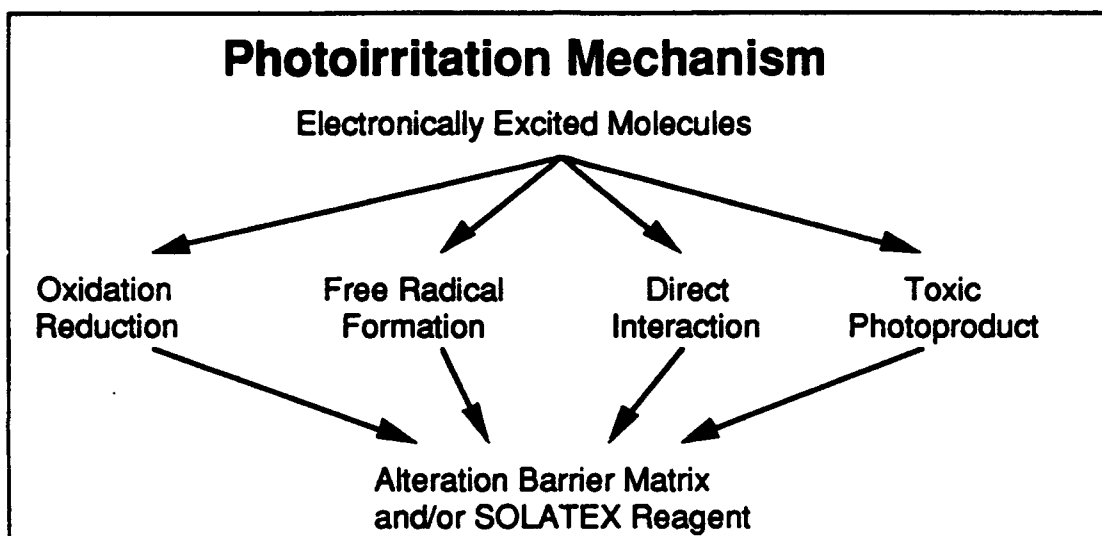 Photoirritation Mechanism
Electronically Excited Molecules
Oxidation
Reduction
Free Radical
Formation
Direct
Interaction
Toxic
Photoproduct
Alteration Barrier Matrix
and/or SOLATEX Reagent